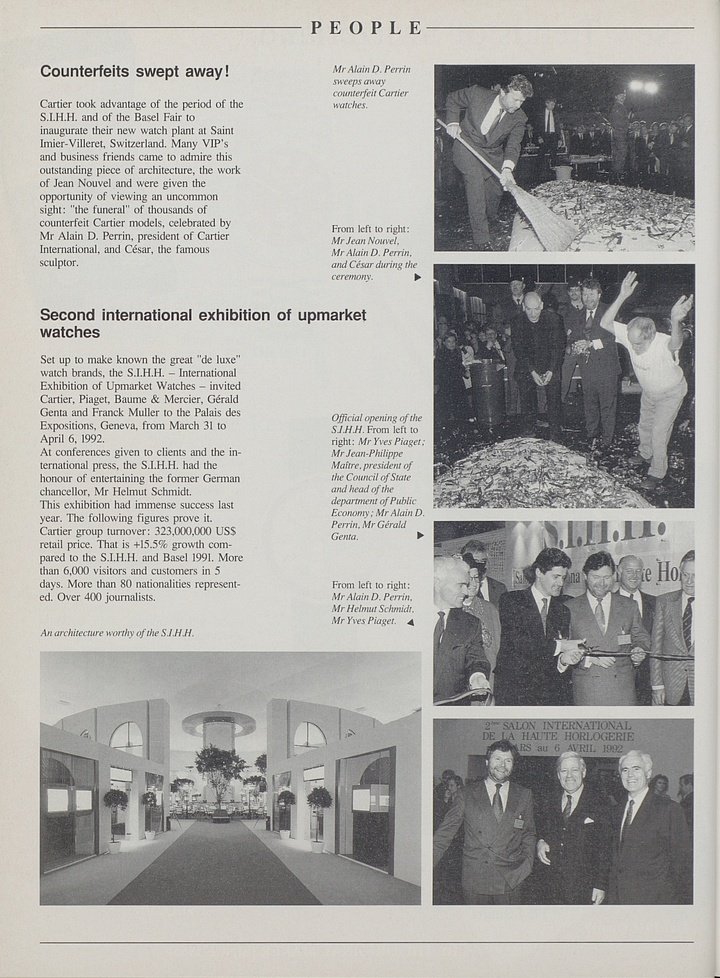 PEOPLE
Counterfeits swept away!
Cartier took advantage of the period of the
S.I.H.H. and of the Basel Fair to
inaugurate their new watch plant at Saint
Imier-Villeret, Switzerland. Many VIP's
and business friends came to admire this
outstanding piece of architecture, the work
of Jean Nouvel and were given the
opportunity of viewing an uncommon
sight: "the funeral" of thousands of
counterfeit Cartier models, celebrated by
Mr Alain D. Perrin, president of Cartier
International, and César, the famous
sculptor.
Mr Alain D. Perrin
sweeps away
counterfeit Cartier
watches.
From left to right:
Mr Jean Nouvel,
Mr Alain D. Perrin,
and César during the
ceremony.
Second international exhibition of upmarket
watches
Set up to make known the great "de luxe"
watch brands, the S.I.H.H. – International
Exhibition of Upmarket Watches – invited
Cartier, Piaget, Baume & Mercier, Gérald
Genta and Franck Muller to the Palais des
Expositions, Geneva, from March 31 to
April 6, 1992.
At conferences given to clients and the in-
ternational press, the S.I.H.H. had the
honour of entertaining the former German
chancellor, Mr Helmut Schmidt.
This exhibition had immense success last
year. The following figures prove it.
Cartier group turnover: 323,000,000 US$
retail price. That is +15.5% growth com-
pared to the S.I.H.H. and Basel 1991. More
than 6,000 visitors and customers in 5
days. More than 80 nationalities represent-
ed. Over 400 journalists.
Official opening of the
S.I.H.H. From left to
right: Mr Yves Piaget;
Mr Jean-Philippe
Maître, president of
the Council of State
and head of the
department of Public
Economy; Mr Alain D.
Perrin, Mr Gérald
Genta.
From left to right:
Mr Alain D. Perrin,
Mr Helmut Schmidt,
Mr Yves Piaget.
An architecture worthy of the S.I.H.H.
S.I.H.H.
2ème SALON INTERNATIONAL
DE LA HAUTE HORLOGERIE
MARS au 6 AVRIL 1992